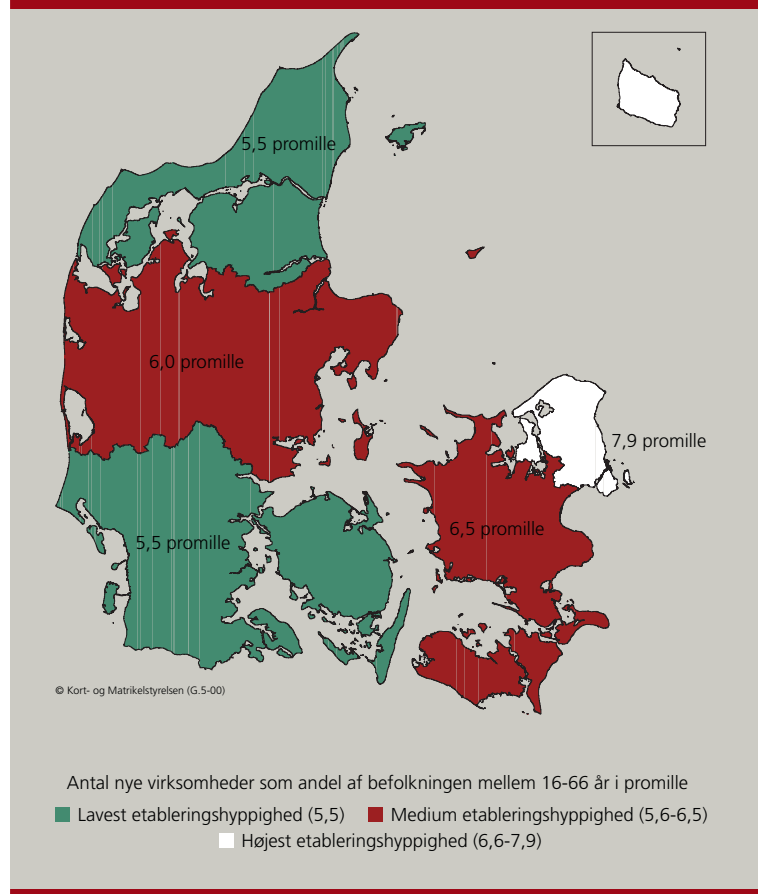 5,5 promille
6,0 promille
7,9 promille
6,5 promille
5,5 promille
© Kort- og Matrikelstyrelsen (G.5-00)
Antal nye virksomheder som andel af befolkningen mellem 16-66 år i promille
Lavest etableringshyppighed (5,5) Medium etableringshyppighed (5,6-6,5)
Højest etableringshyppighed (6,6-7,9)